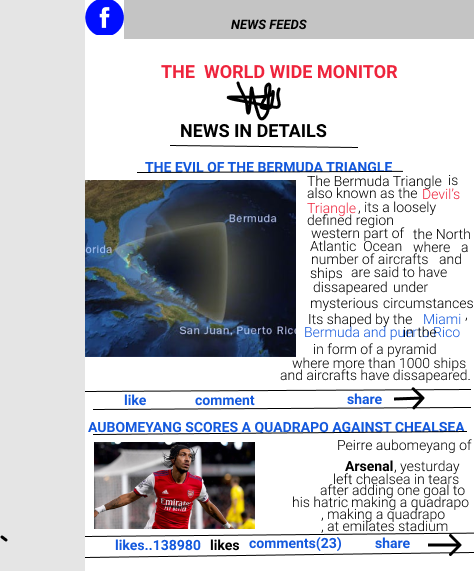 f
NEWS FEEDS
THE WORLD WIDE MONITOR
NEWS IN DETAILS
THE EVIL OF THE BERMUDA TRIANGLE
Bermuda
orida
San Juan, Puerto Rico
The Bermuda Triangle is
also known as the Devil's
Triangle, its a loosely
defined region
western part of the North
Atlantic Ocean where a
number of aircrafts and
ships are said to have
dissapeared under
mysterious circumstances
Its shaped by the Miami,
Bermuda and puerto Rico in the
in form of a pyramid
where more than 1000 ships
and aircrafts have dissapeared.
like comment share
AUBOMEYANG SCORES A QUADRAPO AGAINST CHEALSEA
Peirre aubomeyang of
Arsenal, yesturday
left chealsea in tears
after adding one goal to
his hatric making a quadrapo
, making a quadrapo
, at emilates stadium
Emirates
likes..138980 likes comments(23) share